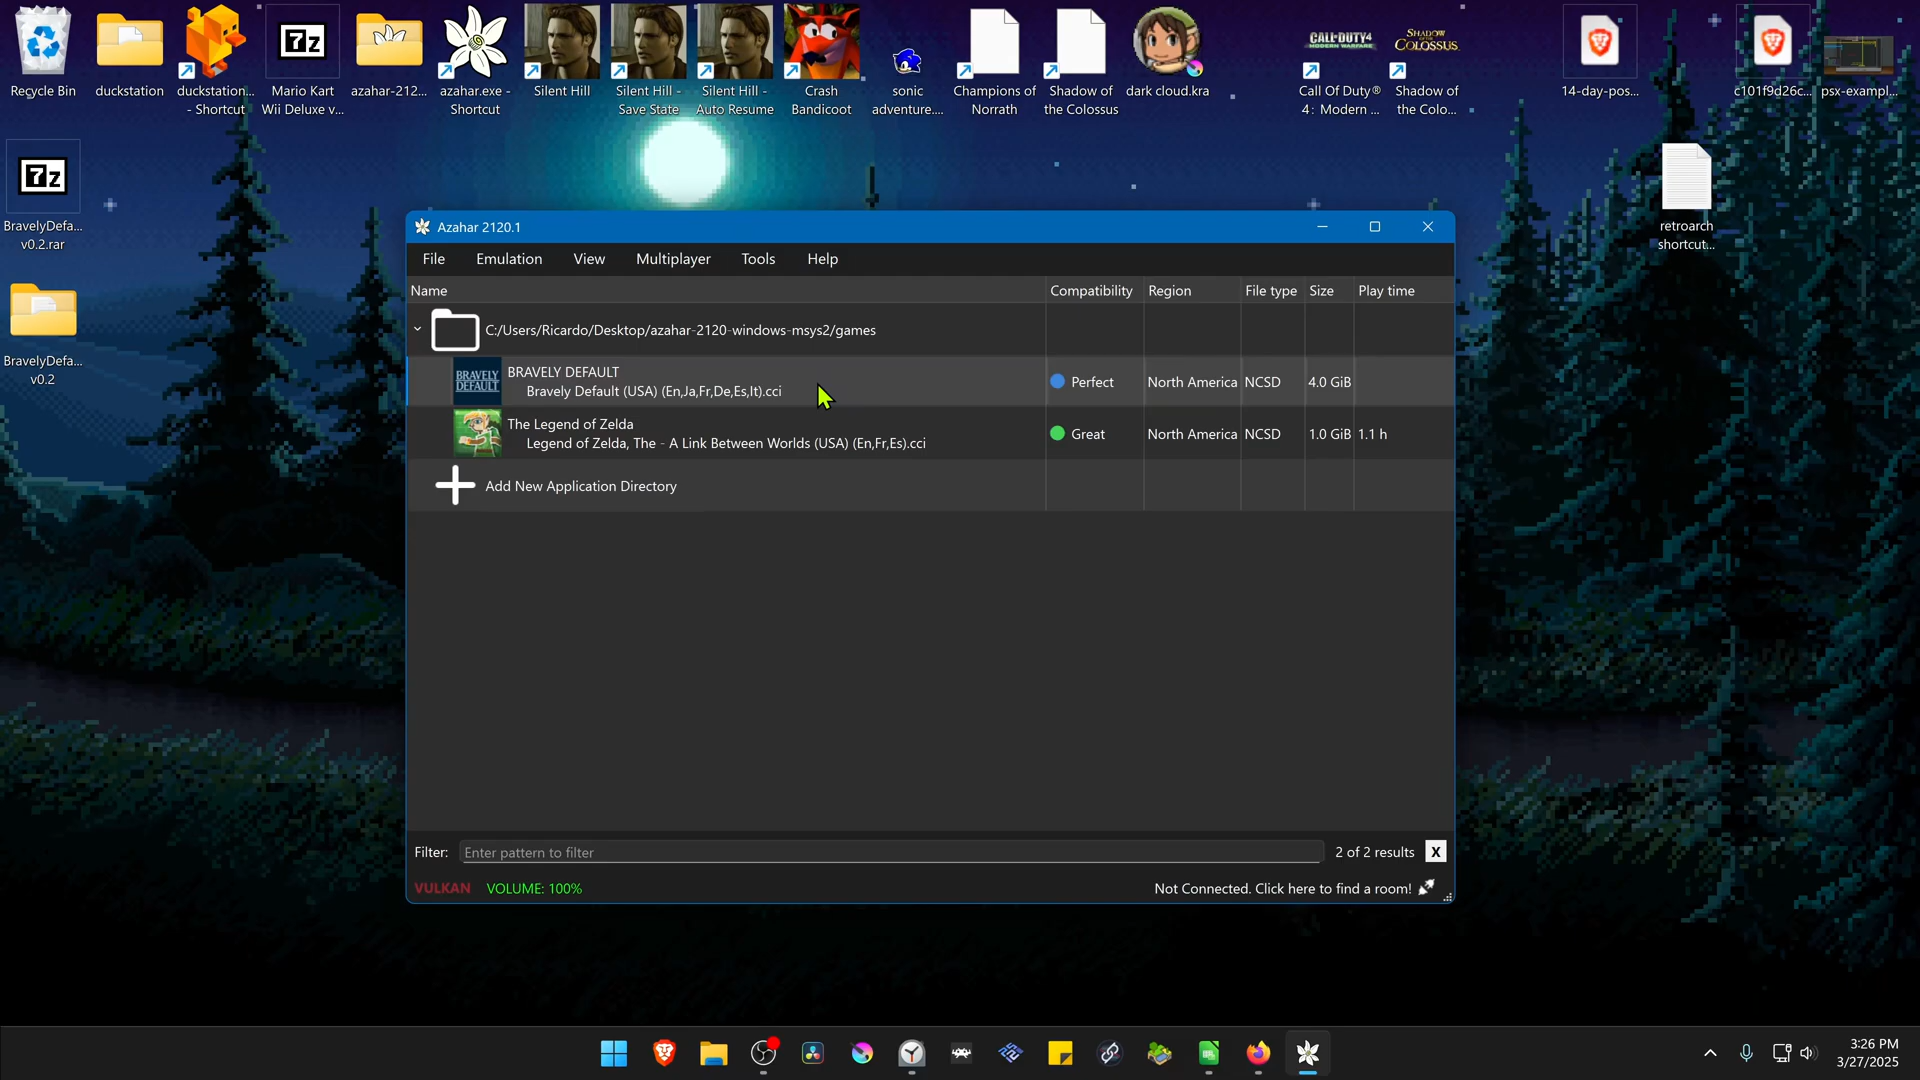 Recycle Bin
duckstation
duckstation...
- Shortcut
Mario Kart
Wii Deluxe v...
azahar-212...
azahar.exe -
Shortcut
Silent Hill
Silent Hill -
Save State
Silent Hill -
Auto Resume
Crash
Bandicoot
sonic
adventure....
Champions of
Norrath
Shadow of
the Colossus
dark cloud.kra
CALL·DUTY4
MODERN WARFARE
Call Of Duty®
4: Modern ...
SHADOW
OF THE
COLOSSUS
Shadow of
the Colo...
14-day-pos...
c101f9d26c...
psx-exampl...
7z
7z
BravelyDefa...
v0.2.rar
BravelyDefa...
v0.2
retroarch
shortcut...
Azahar 2120.1
File Emulation View Multiplayer Tools Help
Name Compatibility Region File type Size Play time
C:/Users/Ricardo/Desktop/azahar-2120-windows-msys2/games
BRAVELY
DEFAULT
BRAVELY DEFAULT
Bravely Default (USA) (En,Ja,Fr,De,Es,It).cci
Perfect North America NCSD 4.0 GiB
The Legend of Zelda
Legend of Zelda, The - A Link Between Worlds (USA) (En,Fr,Es).cci
Great North America NCSD 1.0 GiB 1.1 h
Add New Application Directory
Filter: Enter pattern to filter 2 of 2 results X
VULKAN VOLUME: 100% Not Connected. Click here to find a room!
3:26 PM
3/27/2025